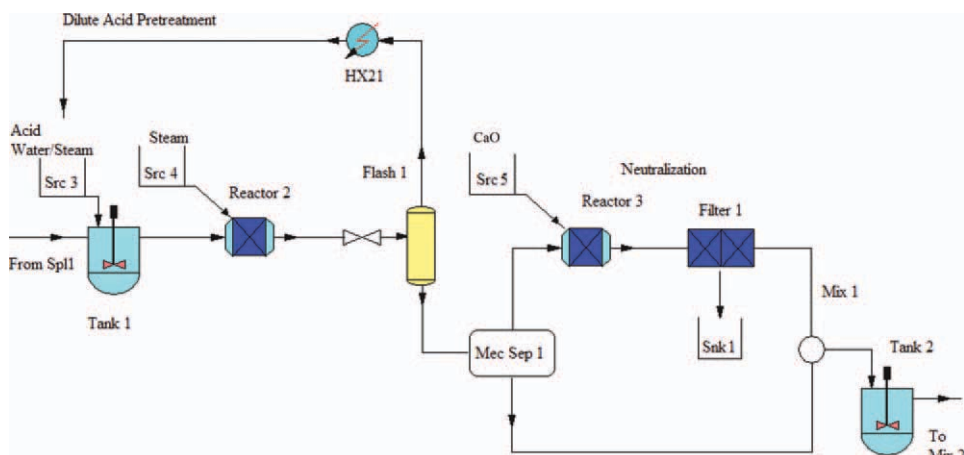 Dilute Acid Pretreatment
HX21
Acid
Water/Steam
Src 3
Steam
Src 4
Reactor 2
Flash 1
CaO
Src 5
Neutralization
Reactor 3
Filter 1
From Spl1
Tank 1
Mec Sep 1
Snk 1
Mix 1
Tank 2
To
Mix 2